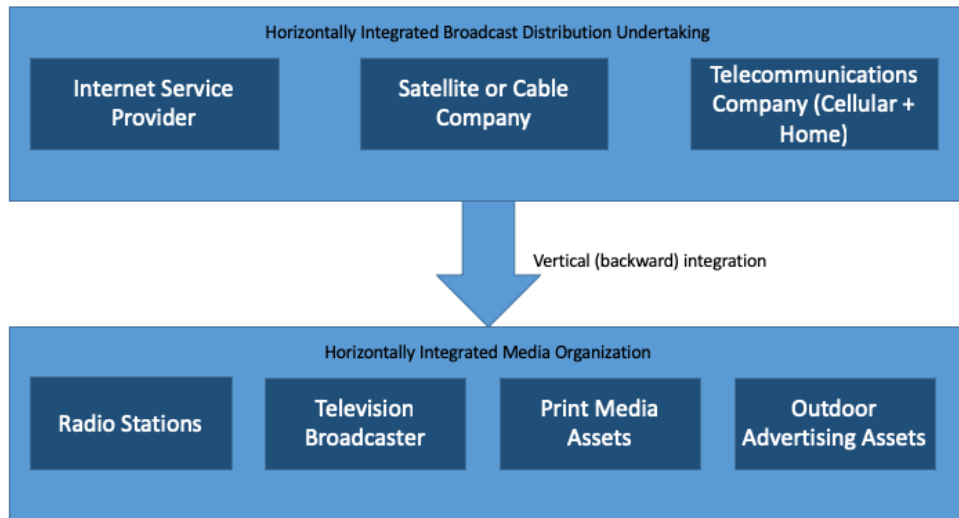 Horizontally Integrated Broadcast Distribution Undertaking
Internet Service
Provider
Satellite or Cable
Company
Telecommunications
Company (Cellular +
Home)
Vertical (backward) integration
Horizontally Integrated Media Organization
Radio Stations
Television
Broadcaster
Print Media
Assets
Outdoor
Advertising Assets